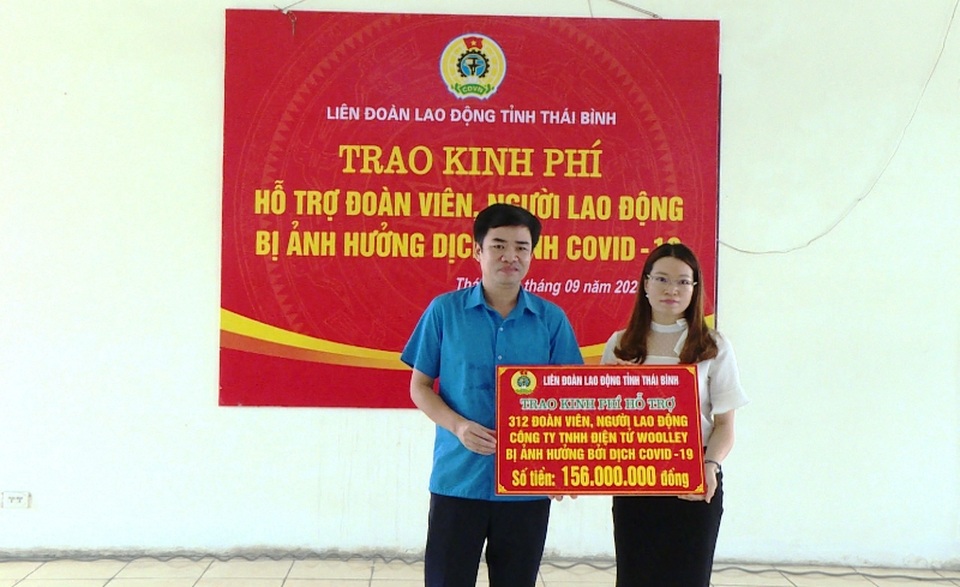 CĐVN
LIÊN ĐOÀN LAO ĐỘNG TỈNH THÁI BÌNH
TRAO KINH PHÍ
HỖ TRỢ ĐOÀN VIÊN, NGƯỜI LAO ĐỘNG
BỊ ẢNH HƯỞNG DỊCH COVID -19
tháng 09 năm
LIÊN ĐOÀN LAO ĐỘNG TỈNH THÁI BÌNH
TRAO KINH PHÍ HỖ TRỢ
312 ĐOÀN VIÊN, NGƯỜI LAO ĐỘNG
CÔNG TY TNHH ĐIỆN TỬ WOOLLEY
BỊ ẢNH HƯỞNG BỞI DỊCH COVID -19
Số tiền: 156.000.000 đồng